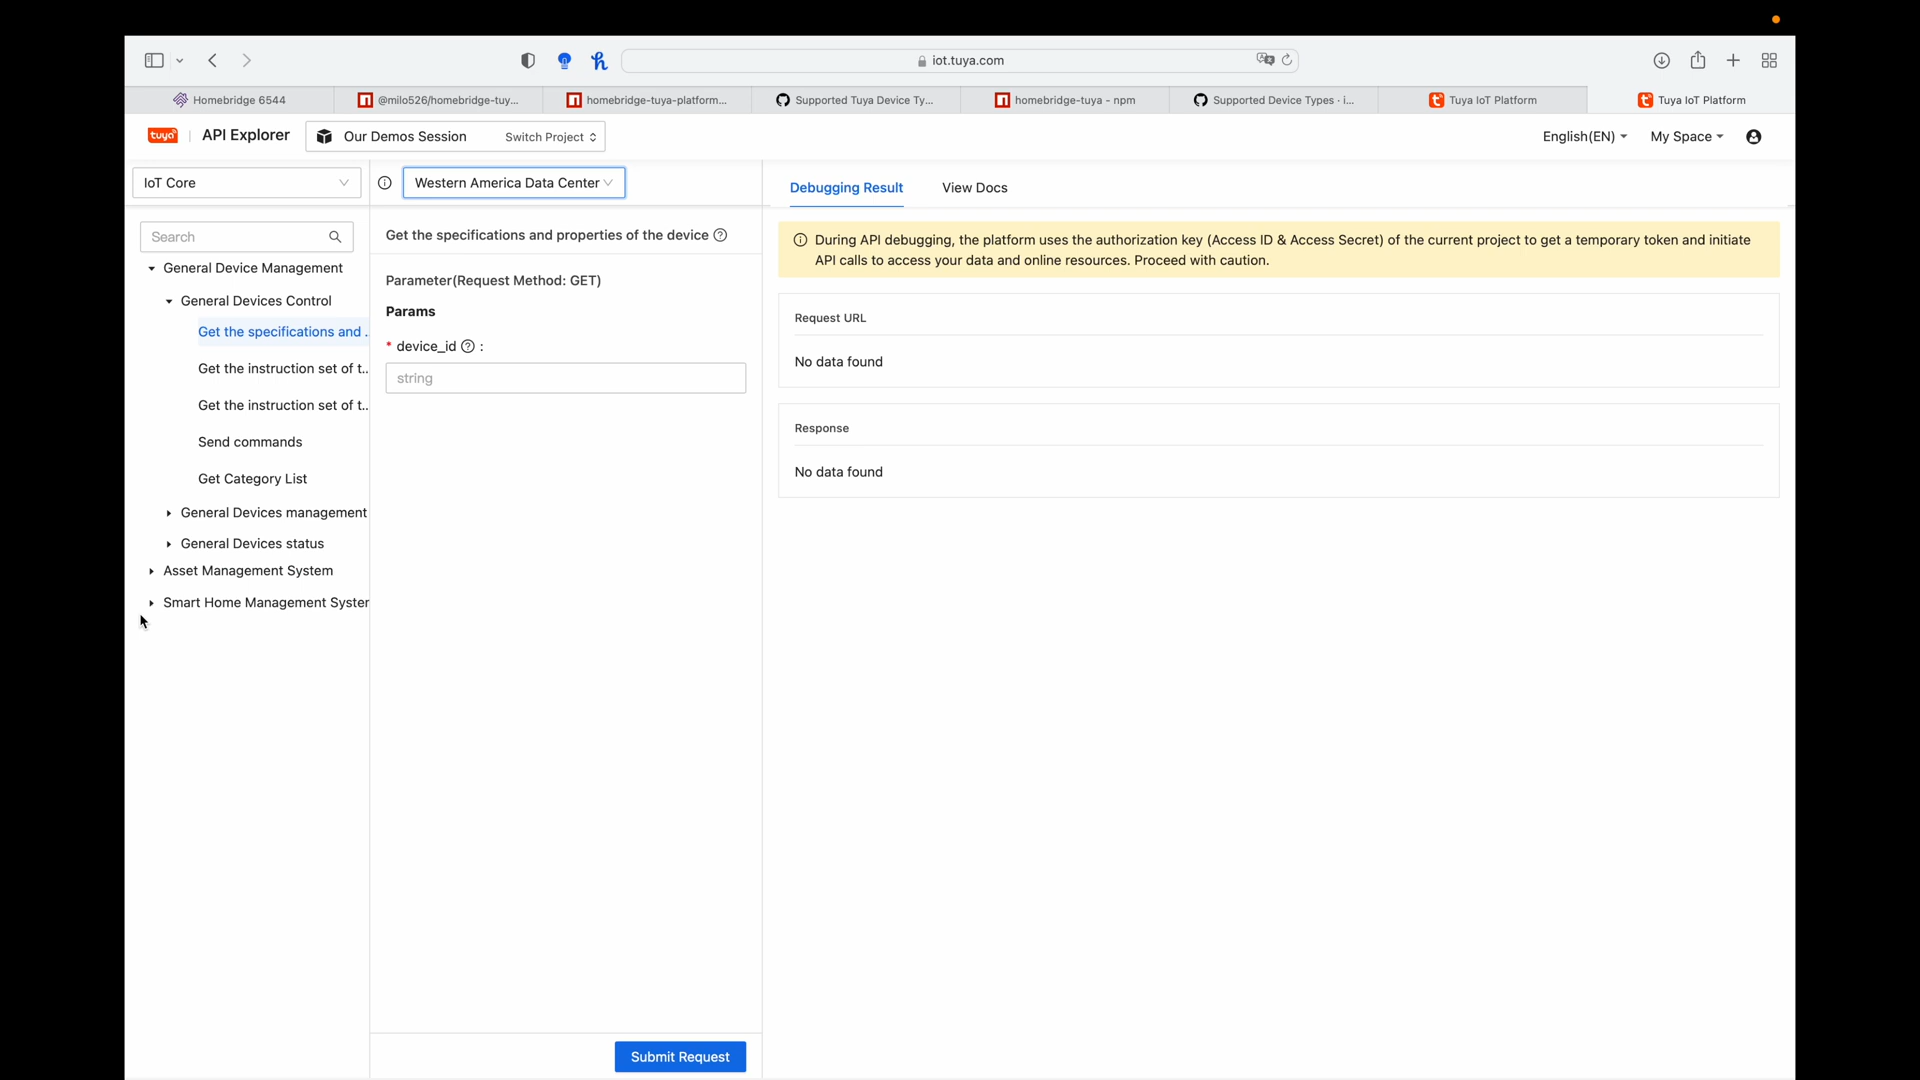 iot.tuya.com
Homebridge 6544
@milo526/homebridge-tuy...
homebridge-tuya-platform...
Supported Tuya Device Ty...
homebridge-tuya - npm
Supported Device Types · i...
Tuya IoT Platform
Tuya IoT Platform
tuya
API Explorer
Our Demos Session
Switch Project
English(EN)
My Space
IoT Core
Western America Data Center
Debugging Result
View Docs
Search
General Device Management
General Devices Control
Get the specifications and ..
Get the instruction set of t..
Get the instruction set of t..
Send commands
Get Category List
General Devices management
General Devices status
Asset Management System
Smart Home Management System
Get the specifications and properties of the device
Parameter(Request Method: GET)
Params
* device_id :
string
Submit Request
During API debugging, the platform uses the authorization key (Access ID & Access Secret) of the current project to get a temporary token and initiate
API calls to access your data and online resources. Proceed with caution.
Request URL
No data found
Response
No data found